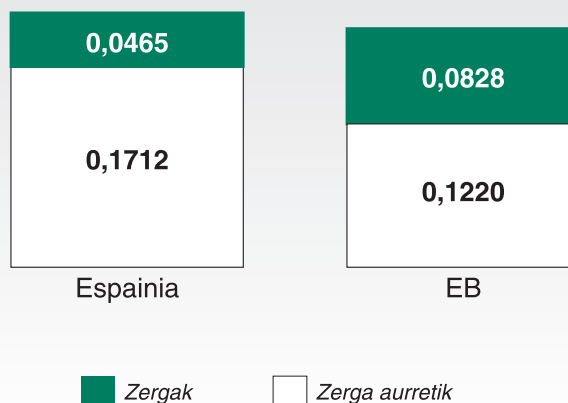 0,0465
0,0828
0,1712
0,1220
Espainia
EB
Zergak
Zerga aurretik